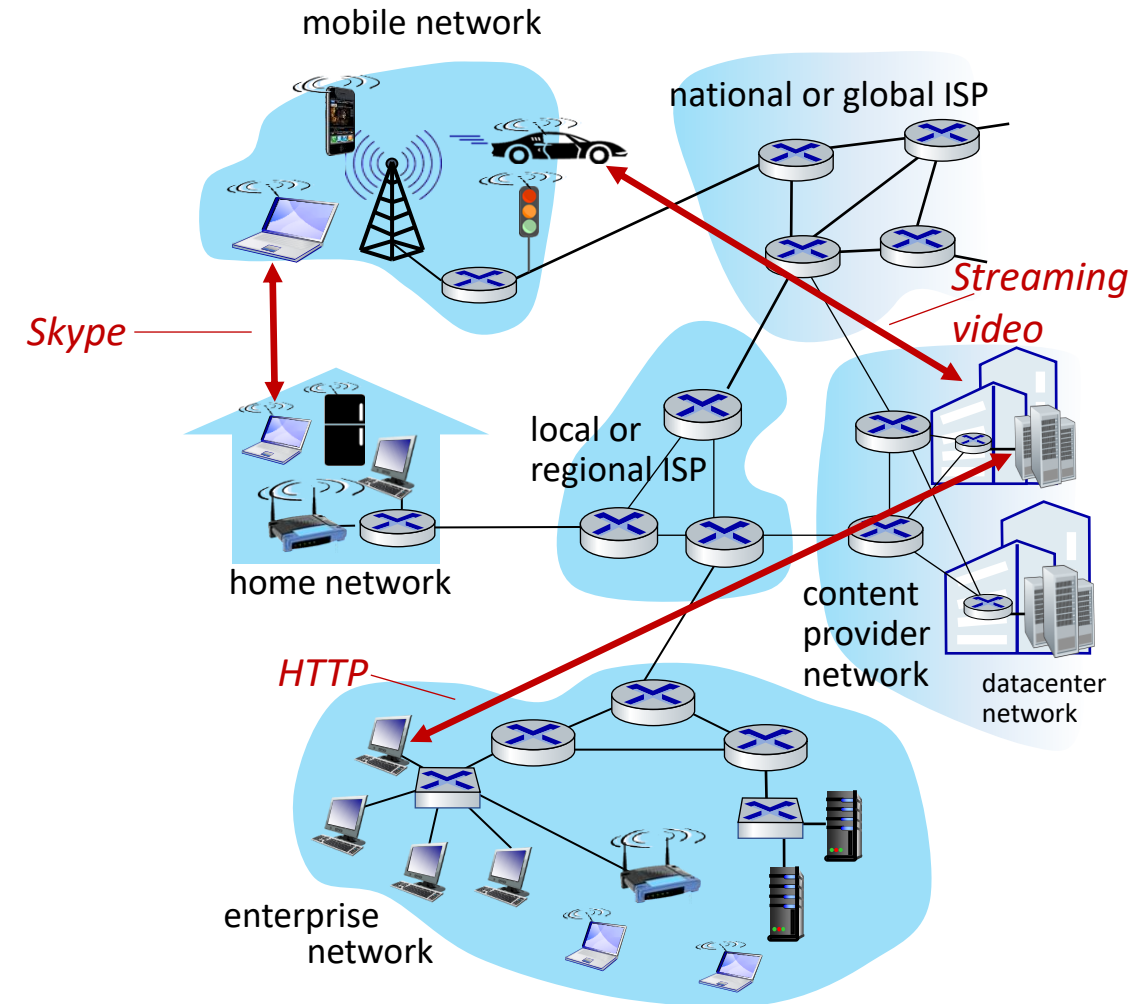 mobile network
national or global ISP
Streaming
video
Skype
local or
regional ISP
home network
content
provider
network
datacenter
network
HTTP
enterprise
network